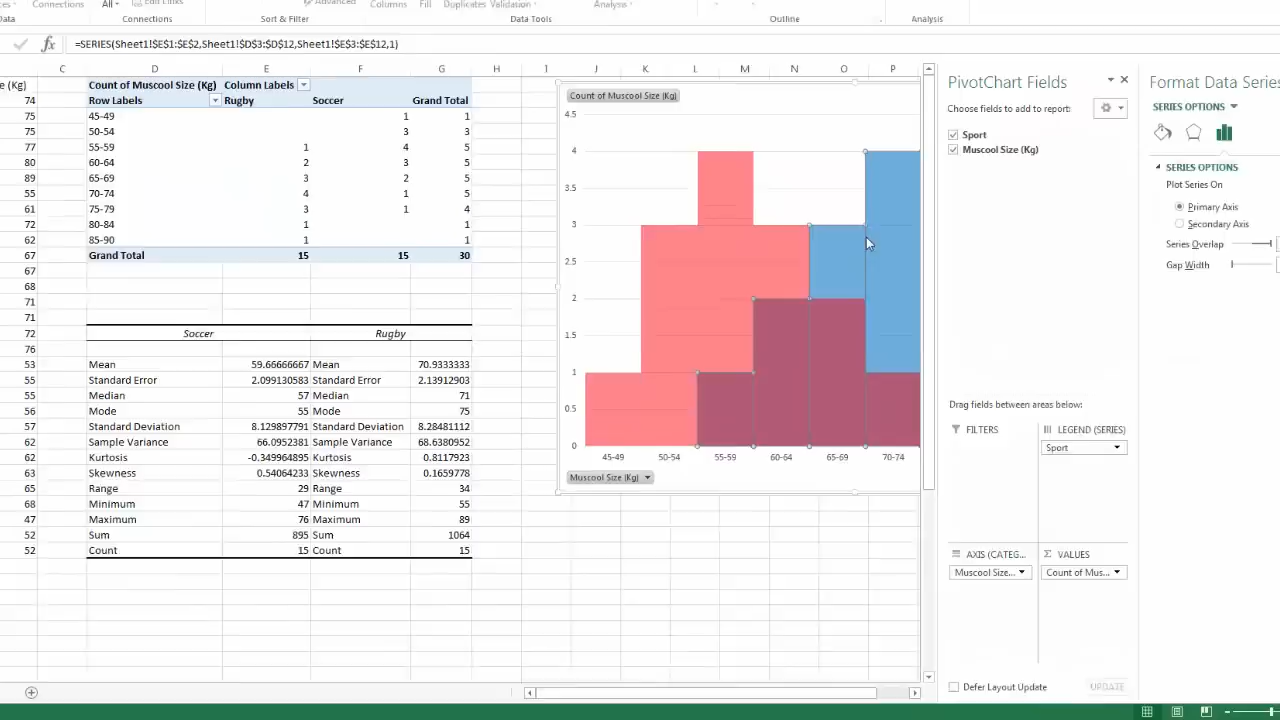 Connections All Edit Links Advanced Columns Fill Duplicates Validation Analysis
Data Connections Sort & Filter Data Tools Outline Analysis
fx =SERIES(Sheet1!$E$1:$E$2,Sheet1!$D$3:$D$12,Sheet1!$E$3:$E$12,1)
C D E F G H I J K L M N O P
e (Kg) Count of Muscool Size (Kg) Column Labels
74 Row Labels Rugby Soccer Grand Total
75 45-49 1 1
75 50-54 3 3
77 55-59 1 4 5
80 60-64 2 3 5
89 65-69 3 2 5
55 70-74 4 1 5
61 75-79 3 1 4
72 80-84 1 1
62 85-90 1 1
67 Grand Total 15 15 30
67
68
71
71
72 Soccer Rugby
76
53 Mean 59.66666667 Mean 70.9333333
55 Standard Error 2.099130583 Standard Error 2.13912903
55 Median 57 Median 71
56 Mode 55 Mode 75
57 Standard Deviation 8.129897791 Standard Deviation 8.28481112
62 Sample Variance 66.0952381 Sample Variance 68.6380952
62 Kurtosis -0.349964895 Kurtosis 0.8117923
63 Skewness 0.54064233 Skewness 0.1659778
65 Range 29 Range 34
68 Minimum 47 Minimum 55
47 Maximum 76 Maximum 89
52 Sum 895 Sum 1064
52 Count 15 Count 15
Count of Muscool Size (Kg)
4.5
4
3.5
3
2.5
2
1.5
1
0.5
0
45-49 50-54 55-59 60-64 65-69 70-74
Muscool Size (Kg)
PivotChart Fields
Choose fields to add to report:
Sport
Muscool Size (Kg)
Drag fields between areas below:
FILTERS LEGEND (SERIES)
Sport
AXIS (CATEG... Σ VALUES
Muscool Size... Count of Mus...
Defer Layout Update UPDATE
Format Data Series
SERIES OPTIONS
SERIES OPTIONS
Plot Series On
Primary Axis
Secondary Axis
Series Overlap
Gap Width